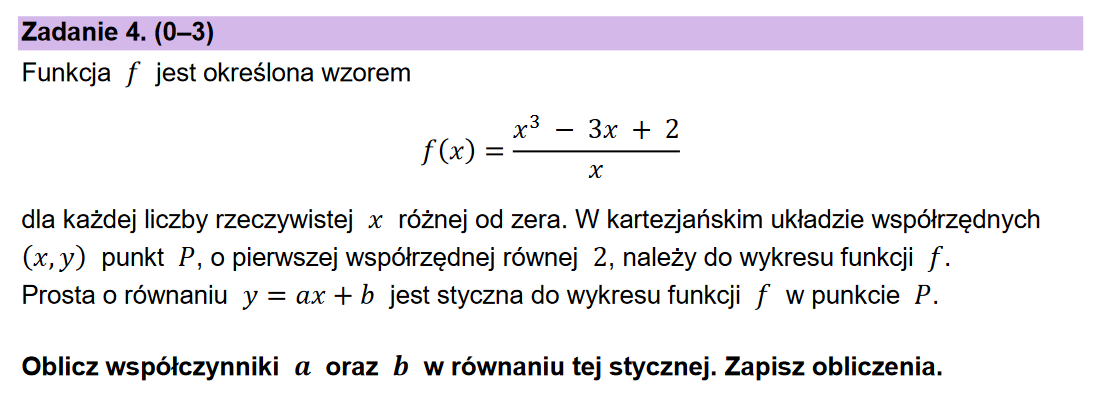 Zadanie 4. (0–3)
Funkcja f jest określona wzorem
f(x) = \frac{x^3 − 3x + 2}{x}
dla każdej liczby rzeczywistej x różnej od zera. W kartezjańskim układzie współrzędnych
(x, y) punkt P, o pierwszej współrzędnej równej 2, należy do wykresu funkcji f.
Prosta o równaniu y = ax + b jest styczna do wykresu funkcji f w punkcie P.
Oblicz współczynniki a oraz b w równaniu tej stycznej. Zapisz obliczenia.